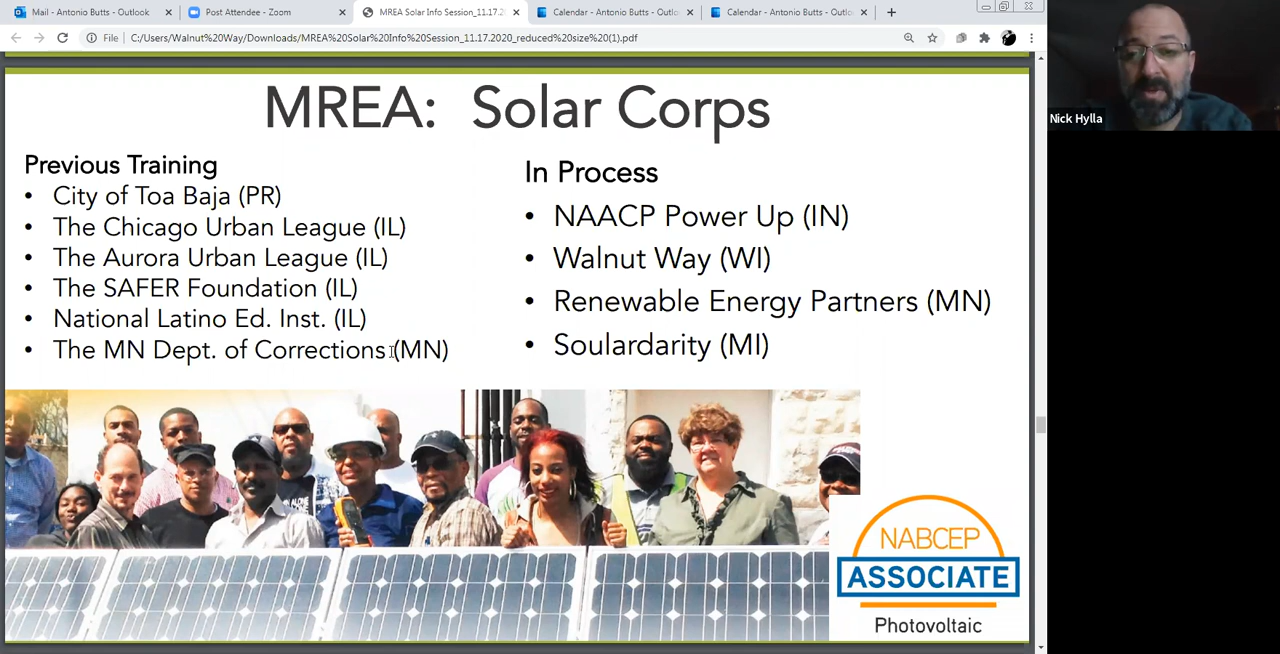 Mail - Antonio Butts - Outlook
Post Attendee - Zoom
MREA Solar Info Session_11.17.2
Calendar - Antonio Butts - Outlo
Calendar - Antonio Butts - Outlo
File
C:/Users/Walnut%20Way/Downloads/MREA%20Solar%20Info%20Session_11.17.2020_reduced%20size%20(1).pdf
MREA: Solar Corps
Previous Training
• City of Toa Baja (PR)
• The Chicago Urban League (IL)
• The Aurora Urban League (IL)
• The SAFER Foundation (IL)
• National Latino Ed. Inst. (IL)
• The MN Dept. of Corrections (MN)
In Process
• NAACP Power Up (IN)
• Walnut Way (WI)
• Renewable Energy Partners (MN)
• Soulardarity (MI)
NABCEP
ASSOCIATE
Photovoltaic
Nick Hylla